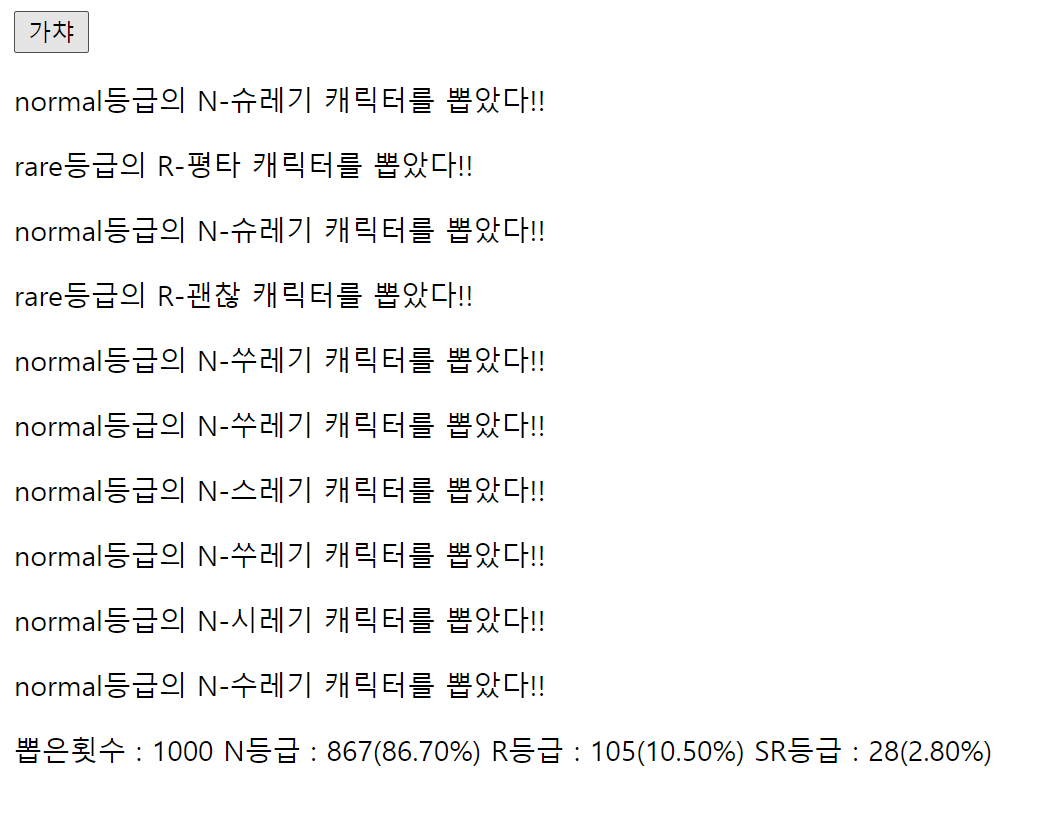 가챠
normal등급의 N-슈레기 캐릭터를 뽑았다!!
rare등급의 R-평타 캐릭터를 뽑았다!!
normal등급의 N-슈레기 캐릭터를 뽑았다!!
rare등급의 R-괜찮 캐릭터를 뽑았다!!
normal등급의 N-쑤레기 캐릭터를 뽑았다!!
normal등급의 N-쑤레기 캐릭터를 뽑았다!!
normal등급의 N-스레기 캐릭터를 뽑았다!!
normal등급의 N-쑤레기 캐릭터를 뽑았다!!
normal등급의 N-시레기 캐릭터를 뽑았다!!
normal등급의 N-수레기 캐릭터를 뽑았다!!
뽑은횟수 : 1000 N등급 : 867(86.70%) R등급 : 105(10.50%) SR등급 : 28(2.80%)